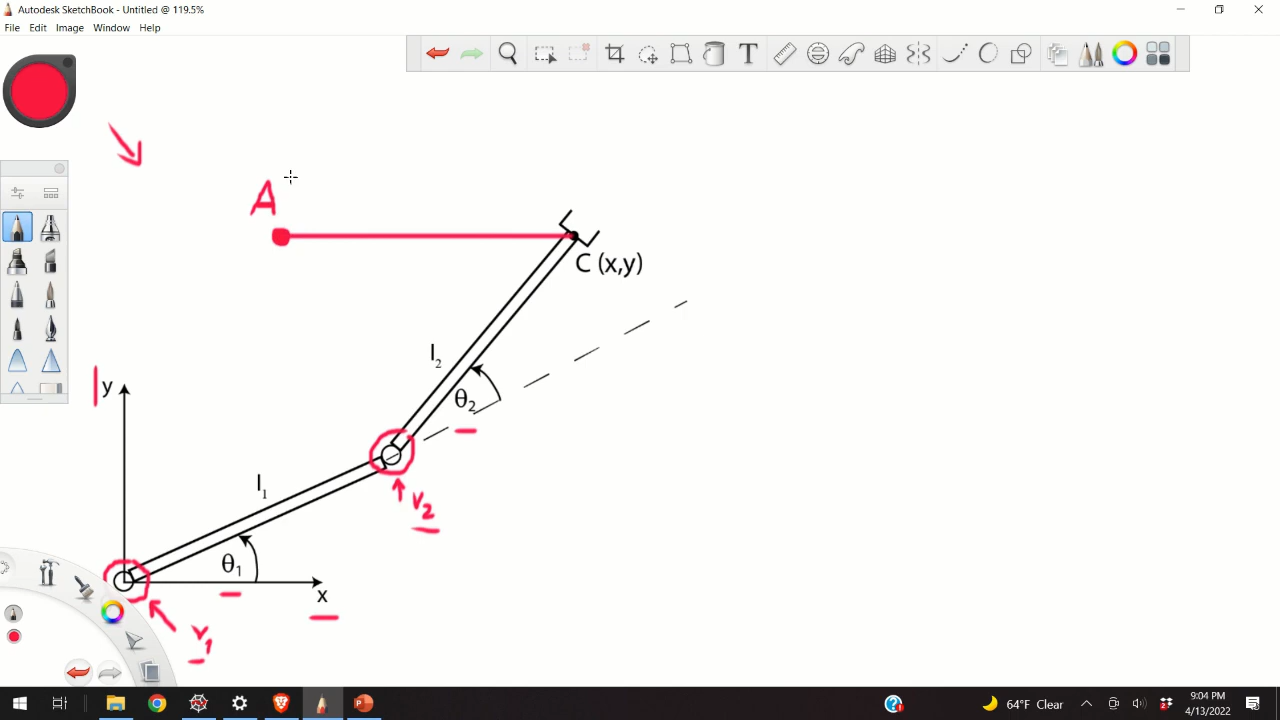 Autodesk SketchBook - Untitled @ 119.5%
File Edit Image Window Help
T
A
C (x,y)
l₂
y
θ₂
l₁
v₂
θ₁
x
v₁
9:04 PM
64°F Clear
4/13/2022